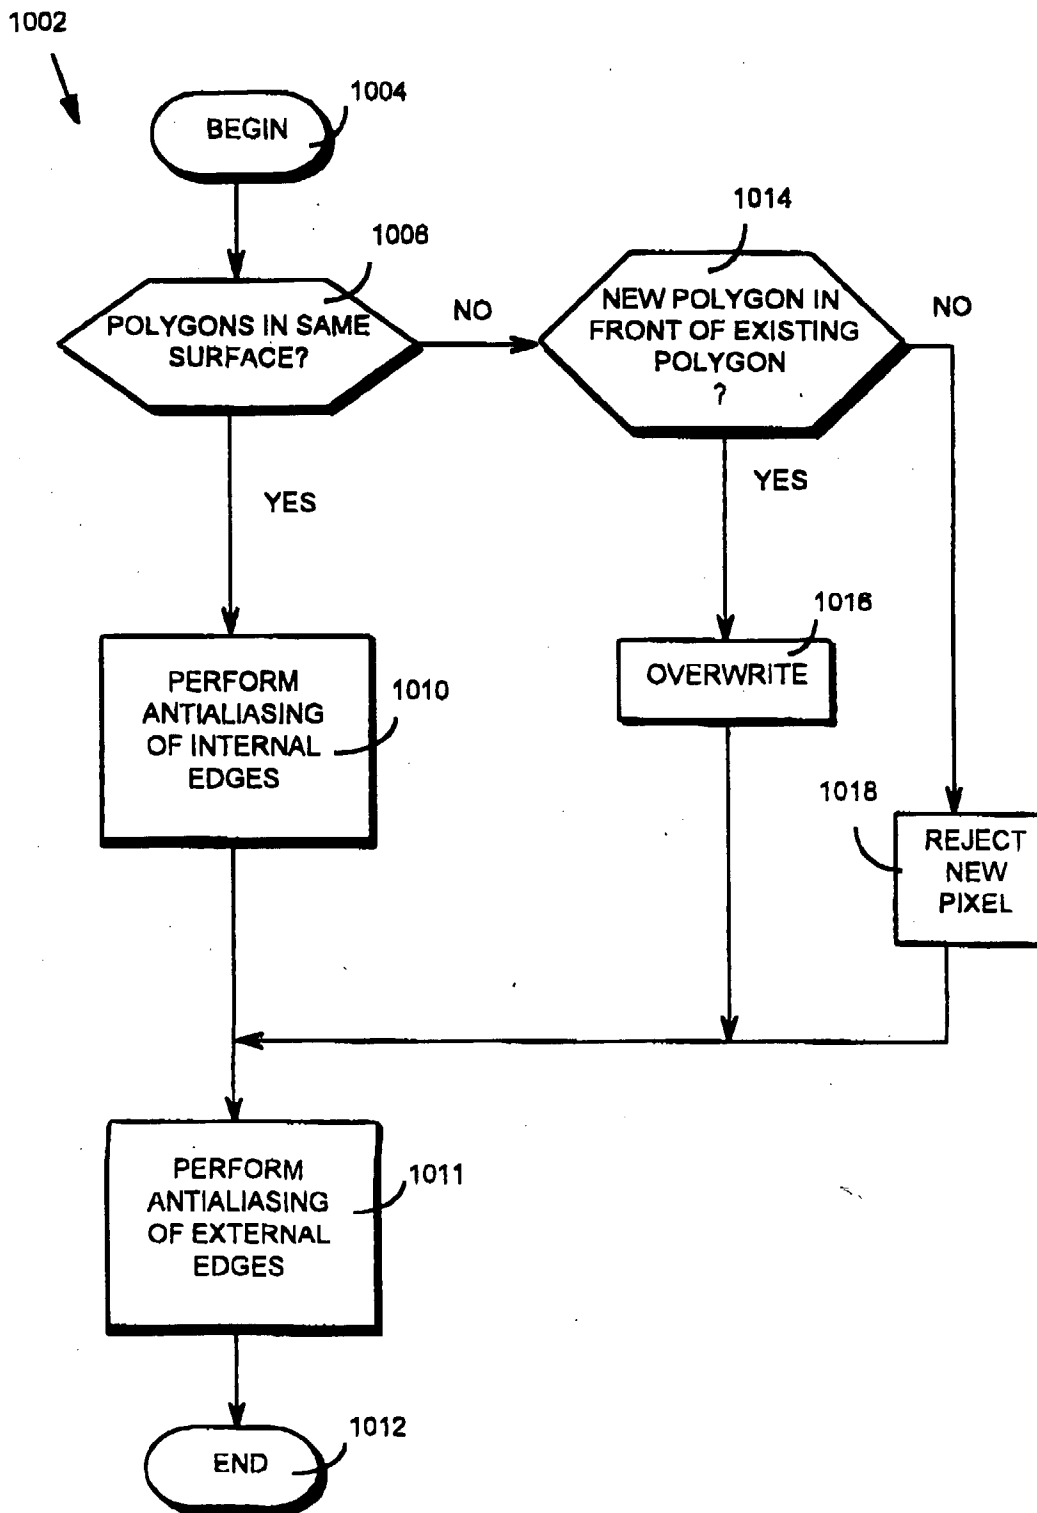 1002
1004
BEGIN
1006
POLYGONS IN SAME
SURFACE?
NO
1014
NEW POLYGON IN
FRONT OF EXISTING
POLYGON
?
NO
YES
YES
1016
OVERWRITE
PERFORM
ANTIALIASING
OF INTERNAL
EDGES
1010
1018
REJECT
NEW
PIXEL
PERFORM
ANTIALIASING
OF EXTERNAL
EDGES
1011
1012
END